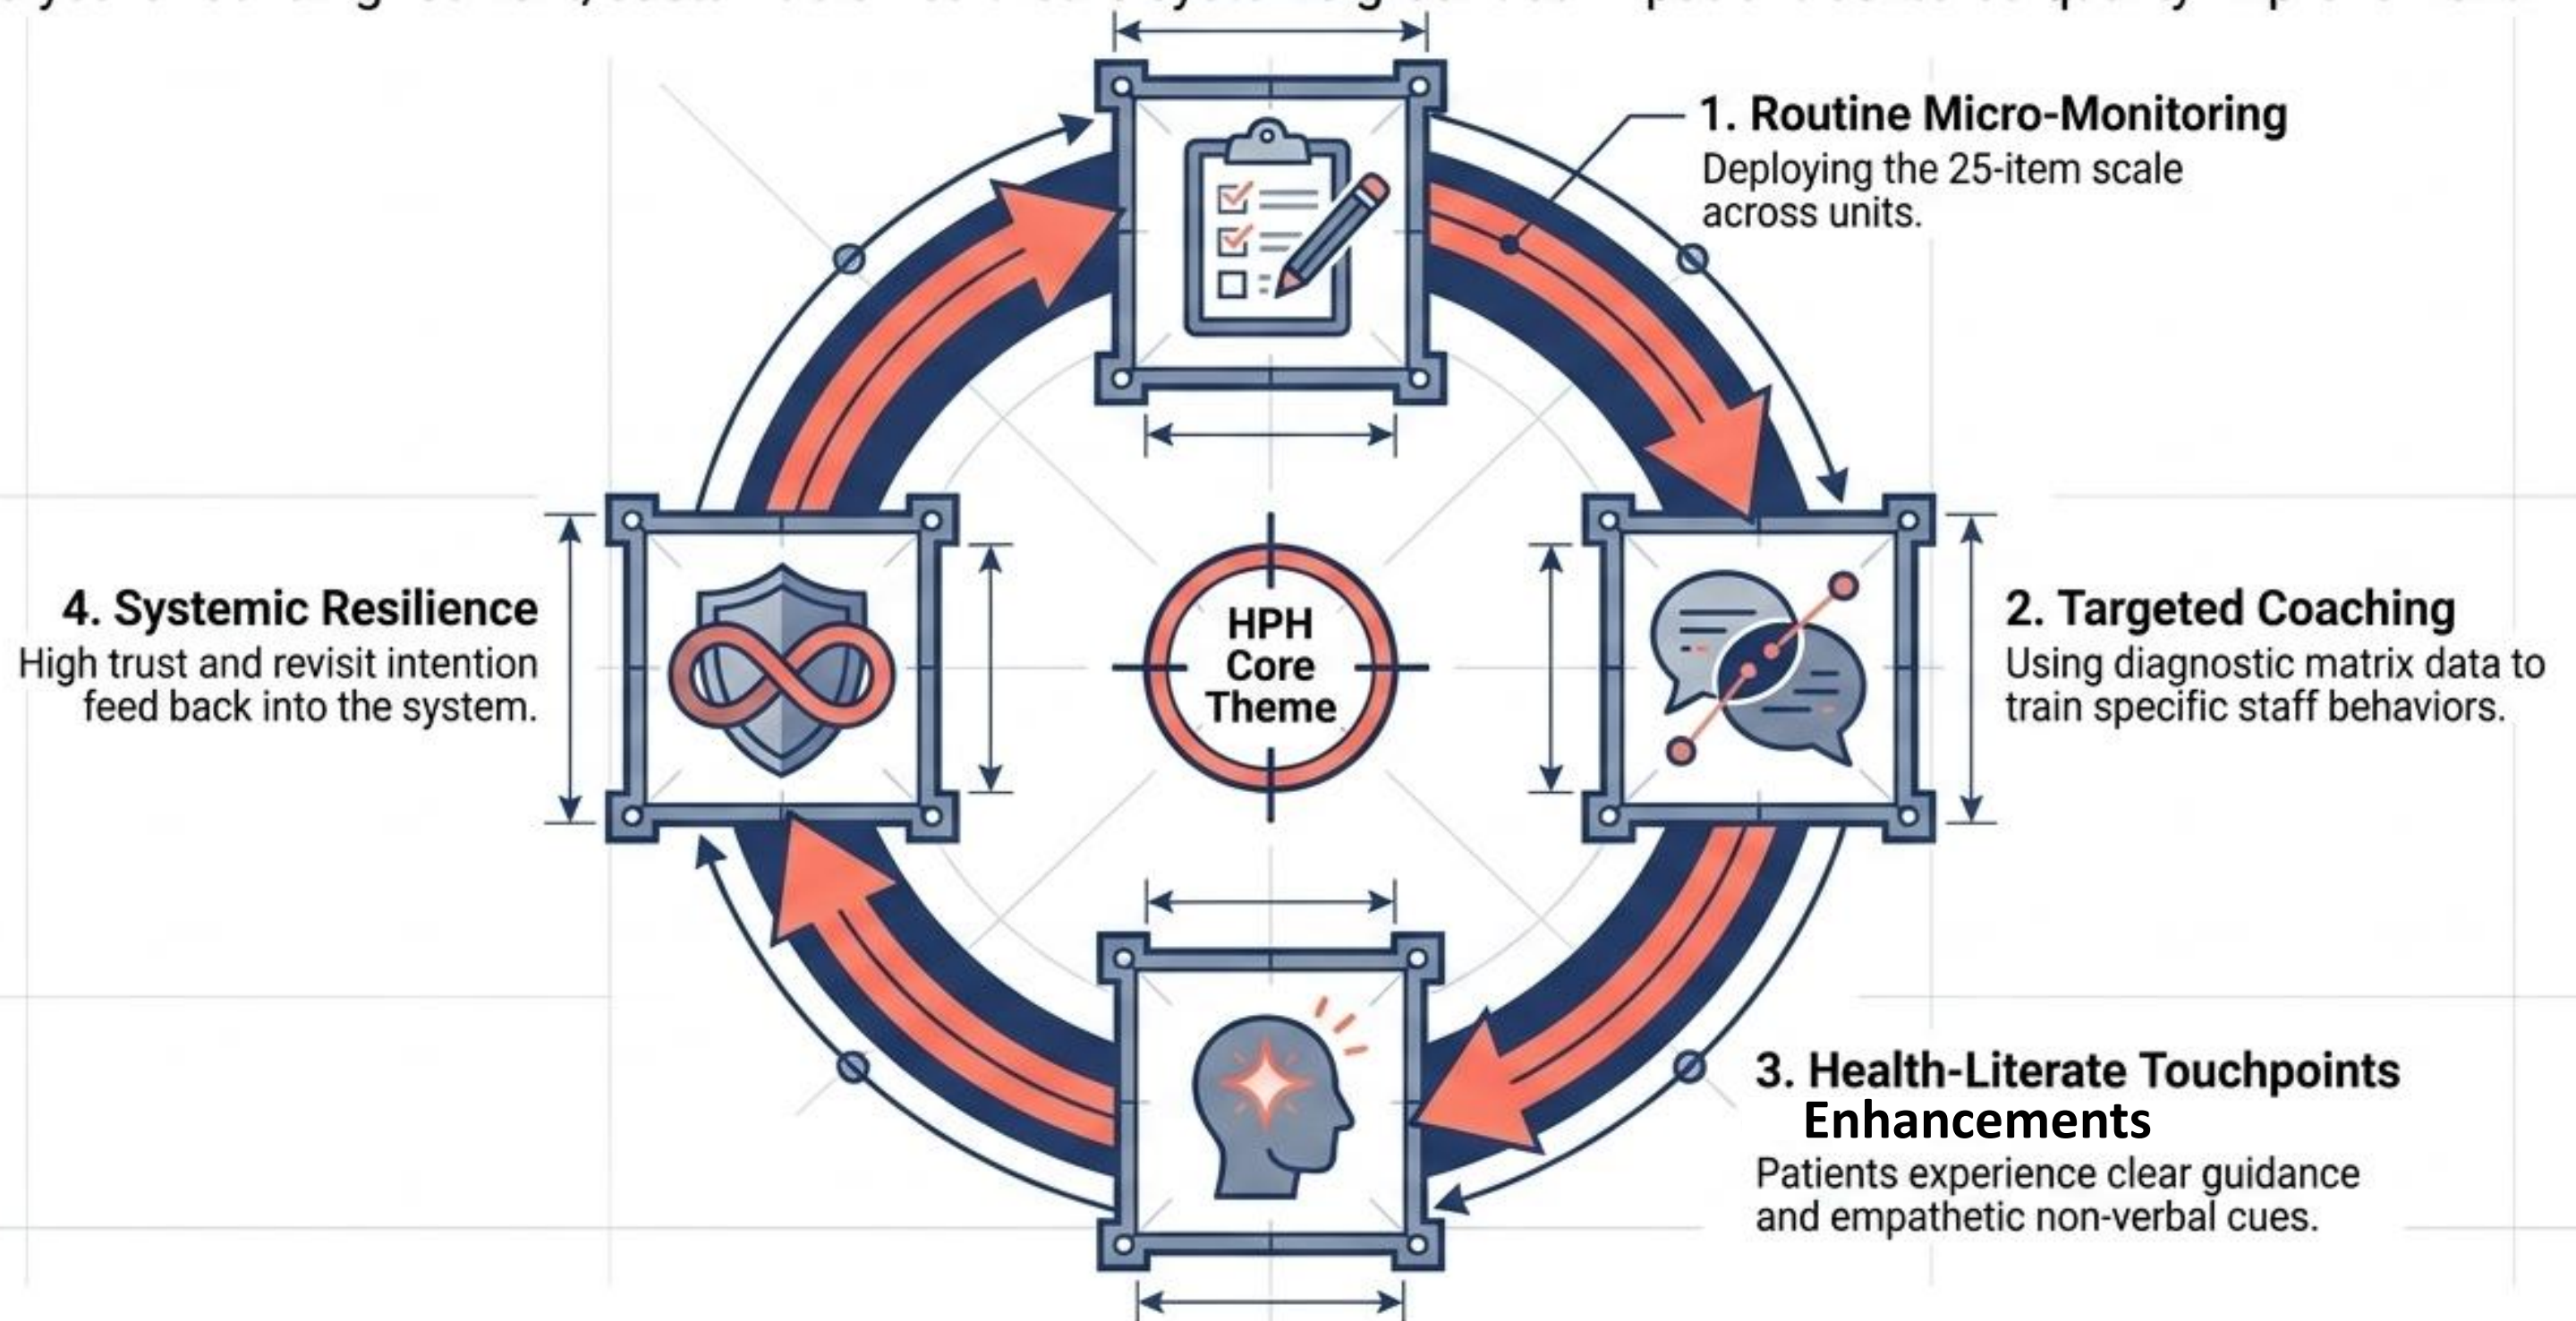 1. Routine Micro-Monitoring
Deploying the 25-item scale
across units.
HPH
Core
Theme
2. Targeted Coaching
Using diagnostic matrix data to
train specific staff behaviors.
3. Health-Literate Touchpoints
Enhancements
Patients experience clear guidance
and empathetic non-verbal cues.
4. Systemic Resilience
High trust and revisit intention
feed back into the system.